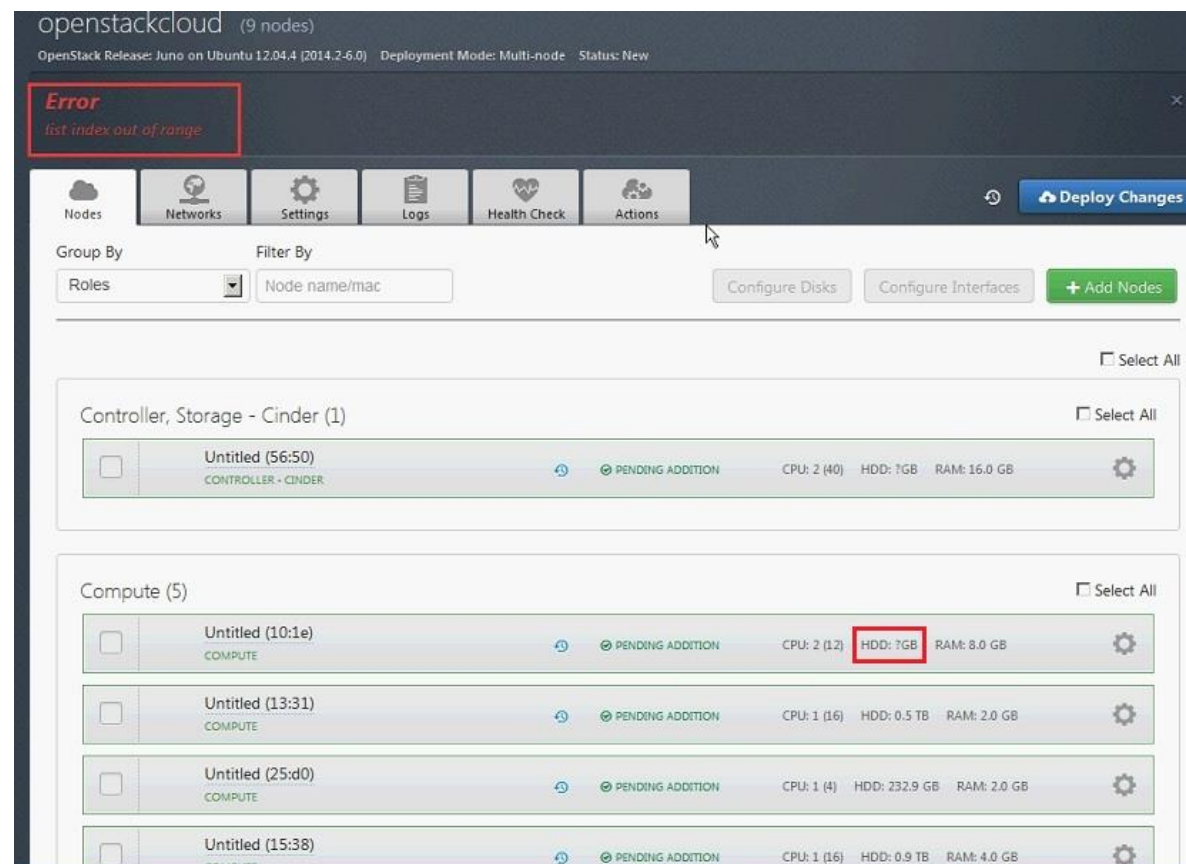 openstackcloud (9 nodes)
OpenStack Release: Juno on Ubuntu 12.04.4 (2014.2-6.0) Deployment Mode: Multi-node Status: New
Error
list index out of range
Nodes Networks Settings Logs Health Check Actions Deploy Changes
Group By Filter By
Roles Node name/mac Configure Disks Configure Interfaces + Add Nodes
Select All
Controller, Storage - Cinder (1) Select All
Untitled (56:50)
CONTROLLER - CINDER PENDING ADDITION CPU: 2 (40) HDD: ?GB RAM: 16.0 GB
Compute (5) Select All
Untitled (10:1e)
COMPUTE PENDING ADDITION CPU: 2 (12) HDD: ?GB RAM: 8.0 GB
Untitled (13:31)
COMPUTE PENDING ADDITION CPU: 1 (16) HDD: 0.5 TB RAM: 2.0 GB
Untitled (25:d0)
COMPUTE PENDING ADDITION CPU: 1 (4) HDD: 232.9 GB RAM: 2.0 GB
Untitled (15:38)
PENDING ADDITION CPU: 1 (16) HDD: 0.9 TB RAM: 4.0 GB